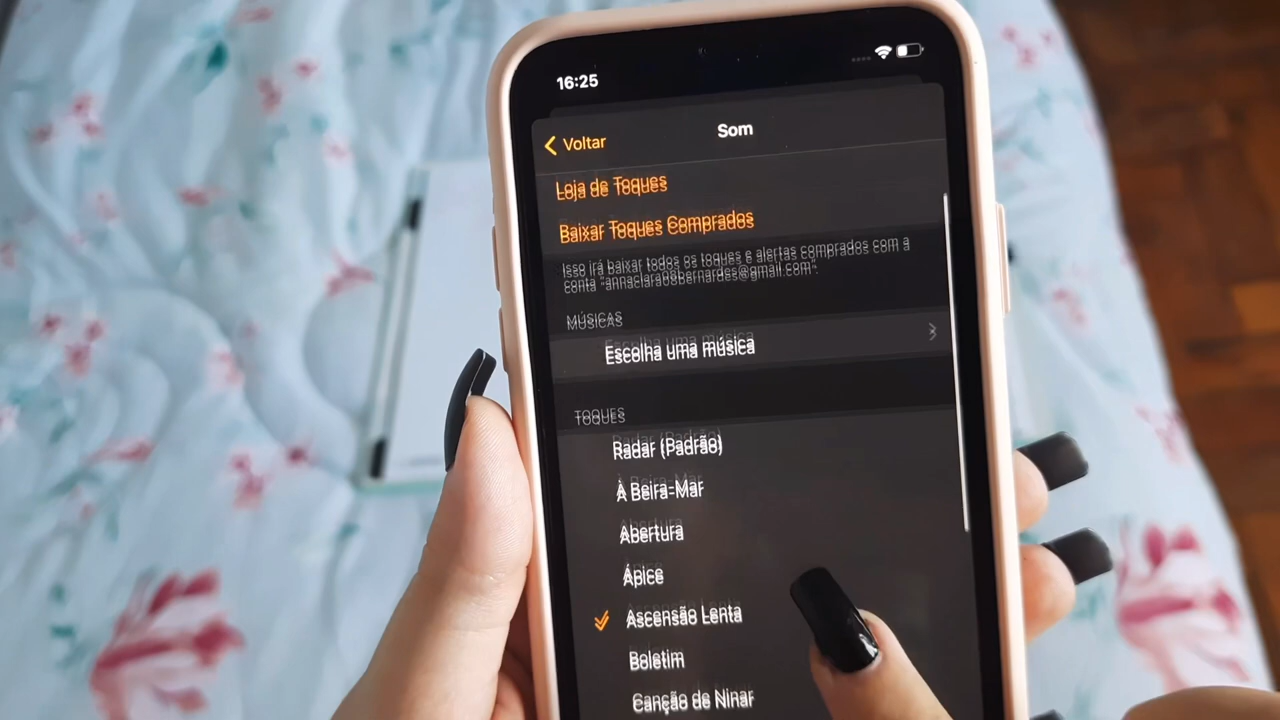 16:25
Voltar
Som
Loja de Toques
Baixar Toques Comprados
Isso irá baixar todos os toques e alertas comprados com a
conta "annaclara08bernardes@gmail.com".
MÚSICAS
Escolha uma música
TOQUES
Radar (Padrão)
À Beira-Mar
Abertura
Ápice
Ascensão Lenta
Boletim
Canção de Ninar